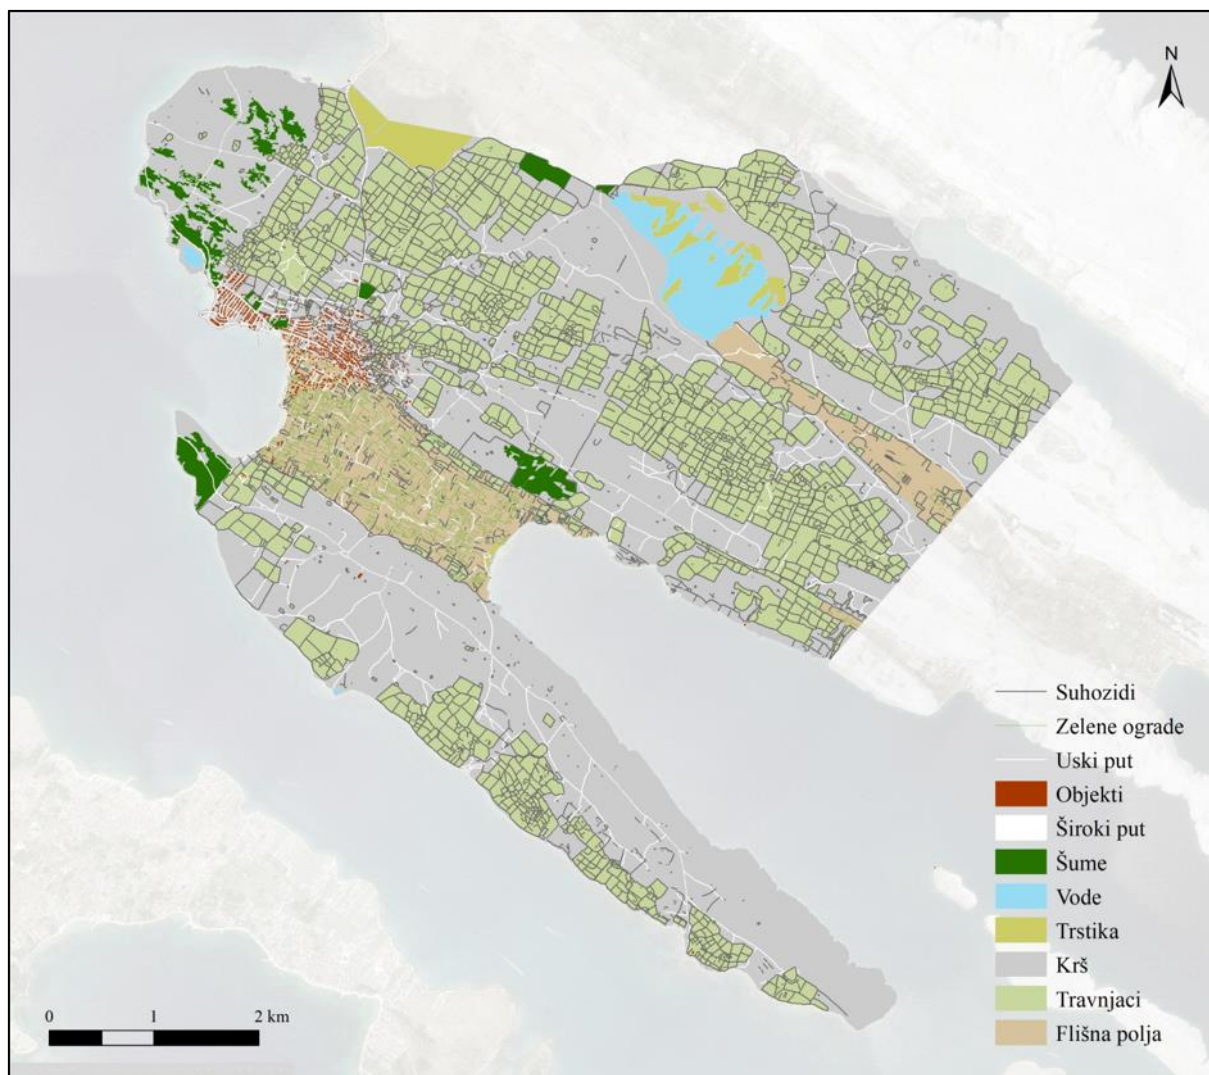 N
Suhozidi
Zelene ograde
Uski put
Objekti
Široki put
Šume
Vode
Trstika
Krš
Travnjaci
Flišna polja
0 1 2 km